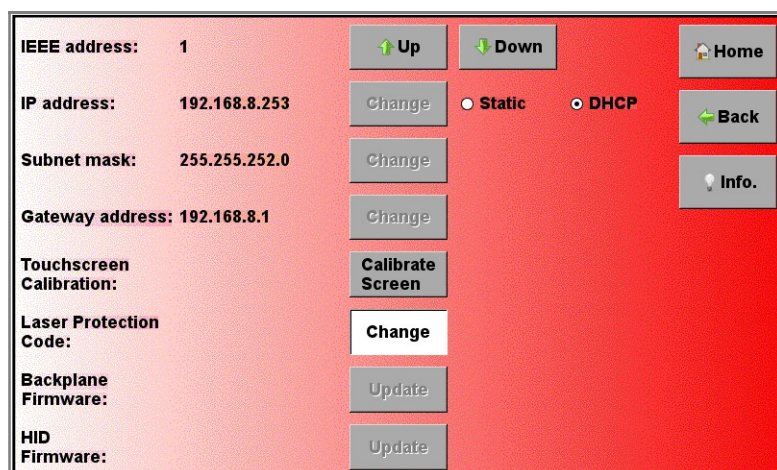 IEEE address: 1 Up Down Home
IP address: 192.168.8.253 Change Static DHCP Back
Subnet mask: 255.255.252.0 Change Info.
Gateway address: 192.168.8.1 Change
Touchscreen
Calibration:
Calibrate
Screen
Laser Protection
Code:
Change
Backplane
Firmware:
Update
HID
Firmware:
Update